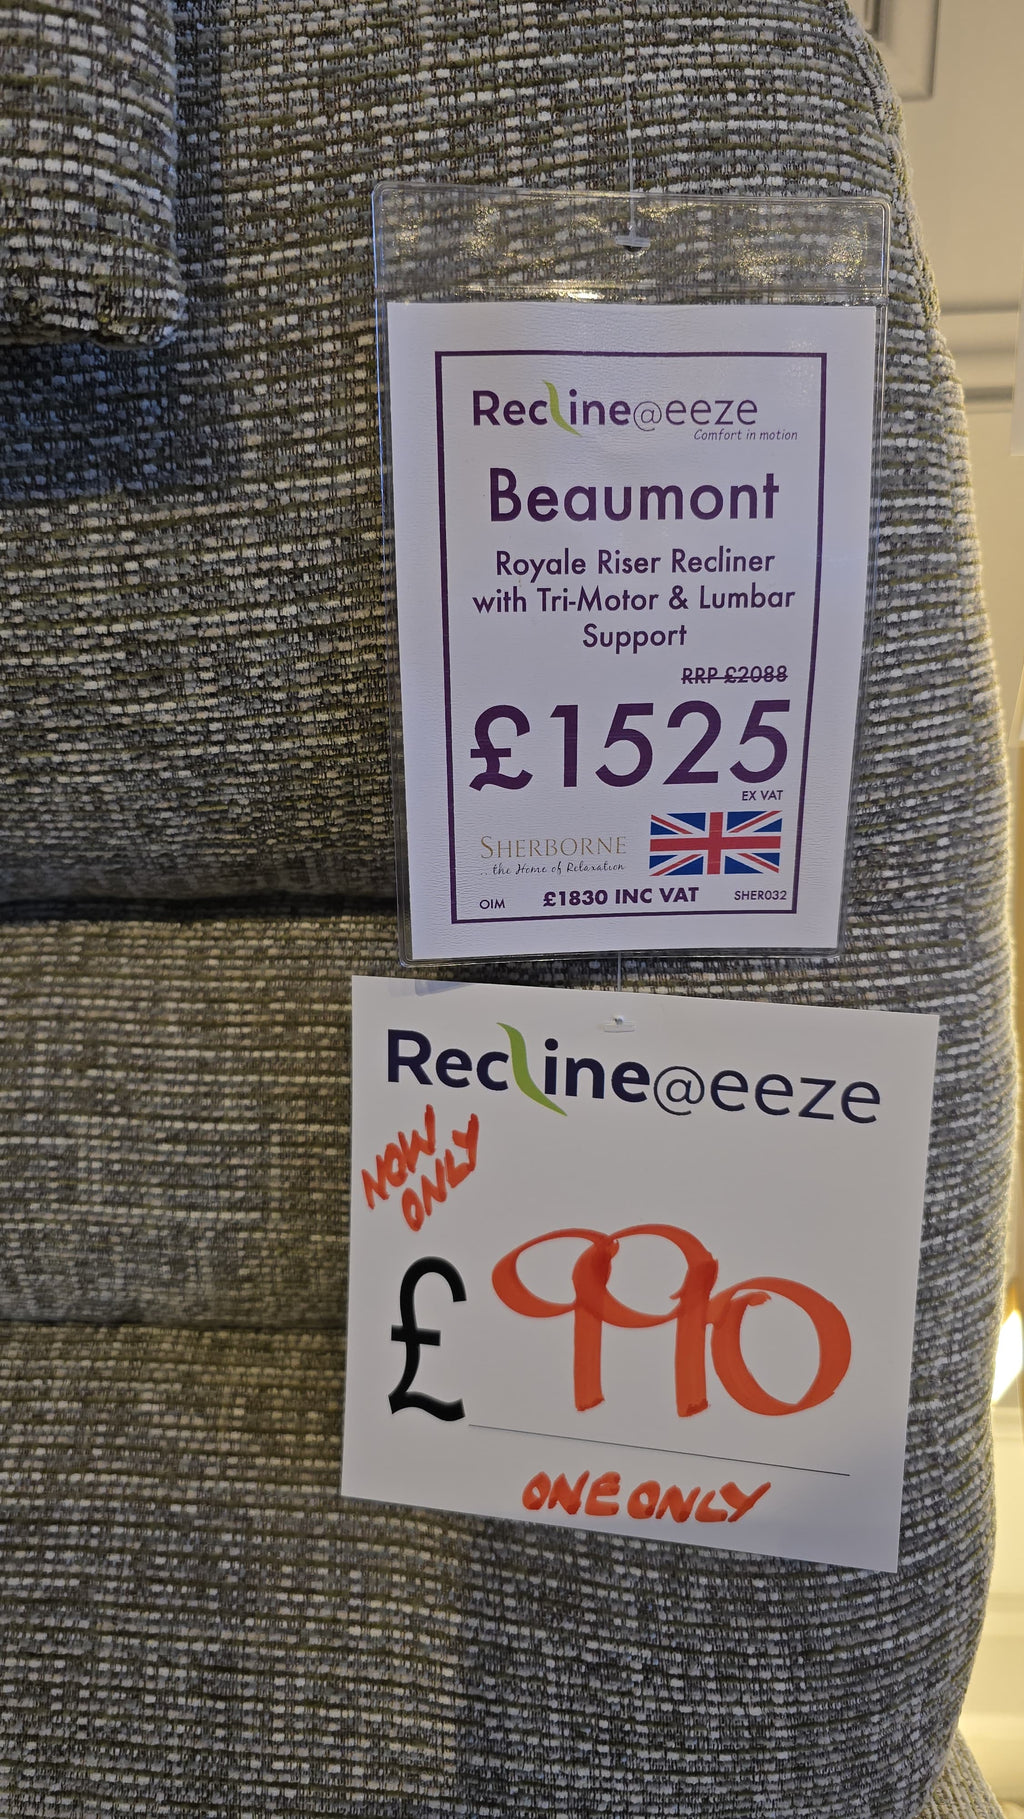 Recline@eeze
Comfort in motion
Beaumont
Royale Riser Recliner
with Tri-Motor & Lumbar
Support
RRP £2088
£1525
EX VAT
SHERBORNE
...the Home of Relaxation
OIM £1830 INC VAT SHER032
Recline@eeze
NOW
ONLY
£ 990
ONE ONLY